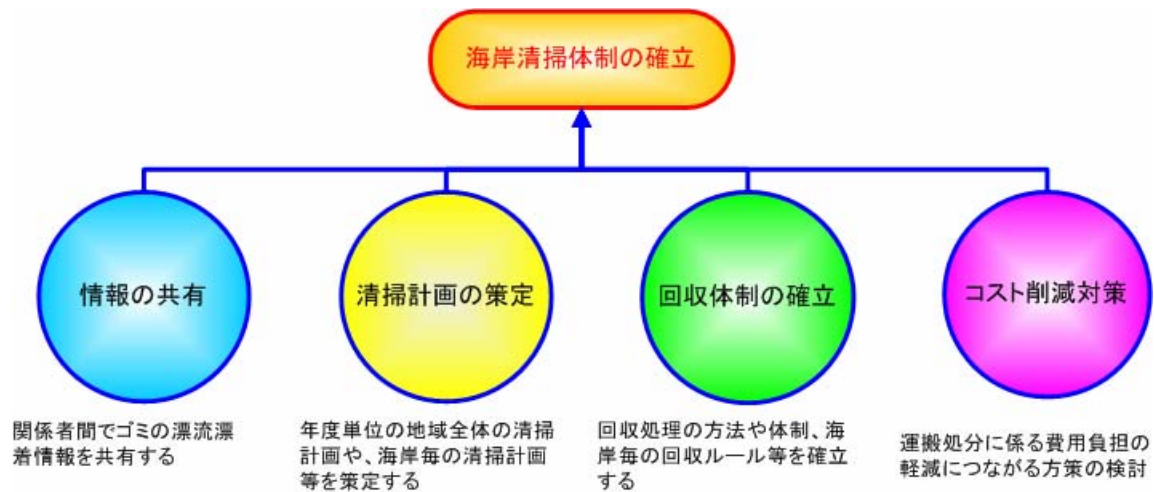 海岸清掃体制の確立
情報の共有
清掃計画の策定
回収体制の確立
コスト削減対策
関係者間でゴミの漂流漂
着情報を共有する
年度単位の地域全体の清掃
計画や、海岸毎の清掃計画
等を策定する
回収処理の方法や体制、海
岸毎の回収ルール等を確立
する
運搬処分に係る費用負担の
軽減につながる方策の検討